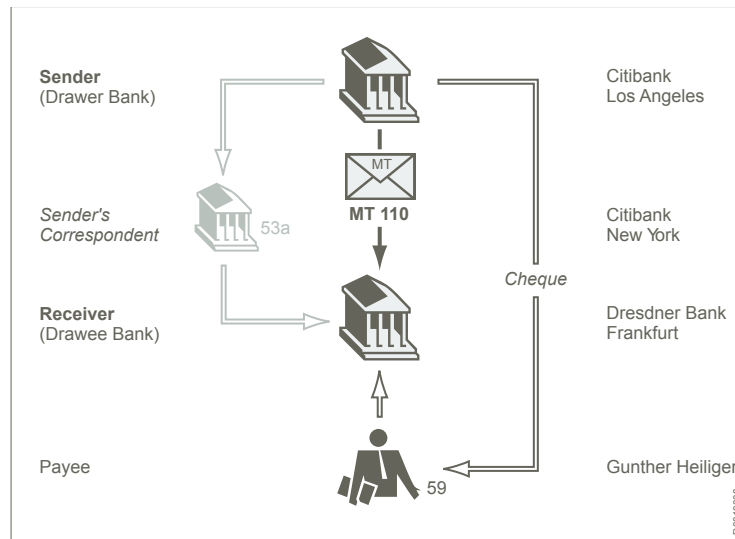 Sender
(Drawer Bank)
Citibank
Los Angeles
MT
MT 110
Sender's
Correspondent
53a
Citibank
New York
Cheque
Receiver
(Drawee Bank)
Dresdner Bank
Frankfurt
Payee
59
Gunther Heiliger